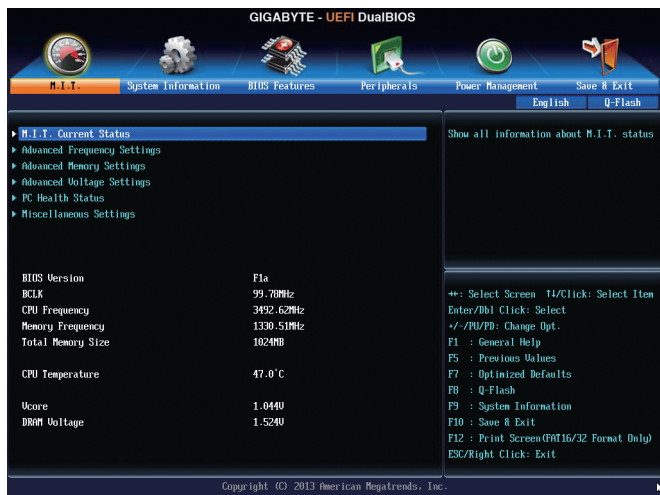 GIGABYTE - UEFI DualBIOS
M.I.T. System Information BIOS Features Peripherals Power Management Save & Exit
English Q-Flash
M.I.T. Current Status
Advanced Frequency Settings
Advanced Memory Settings
Advanced Voltage Settings
PC Health Status
Miscellaneous Settings
BIOS Version F1a
BCLK 99.78MHz
CPU Frequency 3492.62MHz
Memory Frequency 1330.51MHz
Total Memory Size 1024MB
CPU Temperature 47.0°C
Vcore 1.044V
DRAM Voltage 1.524V
Show all information about M.I.T. status
↔: Select Screen ↑↓/Click: Select Item
Enter/Dbl Click: Select
+/-/PU/PD: Change Opt.
F1 : General Help
F5 : Previous Values
F7 : Optimized Defaults
F8 : Q-Flash
F9 : System Information
F10 : Save & Exit
F12 : Print Screen(FAT16/32 Format Only)
ESC/Right Click: Exit
Copyright (C) 2013 American Megatrends, Inc.